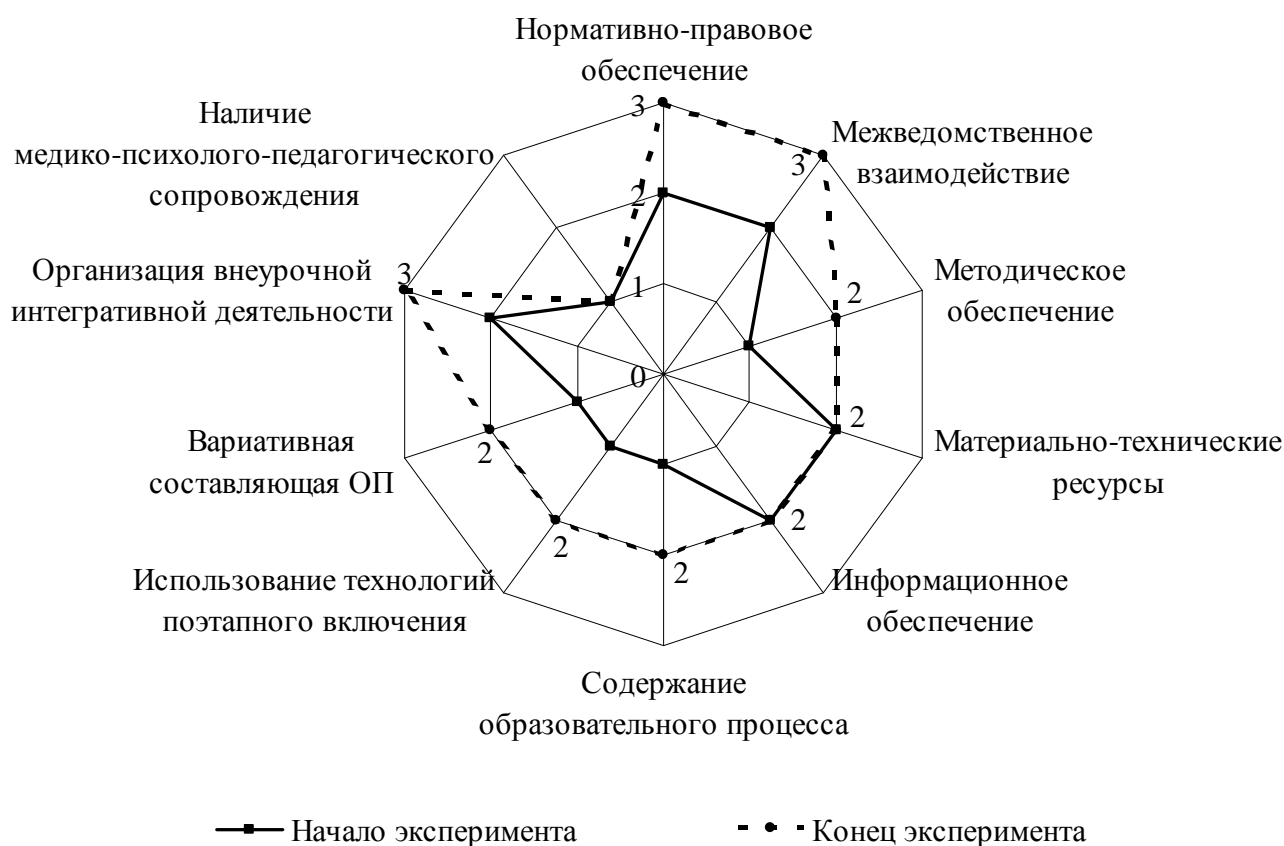 Нормативно-правовое
обеспечение
Наличие
медико-психолого-педагогического
сопровождения
3
Межведомственное
взаимодействие
3
2
Организация внеурочной
интегративной деятельности
3
Методическое
обеспечение
2
1
0
Вариативная
составляющая ОП
2
Материально-технические
ресурсы
2
Использование технологий
поэтапного включения
2
2
2
Информационное
обеспечение
Содержание
образовательного процесса
Начало эксперимента
Конец эксперимента